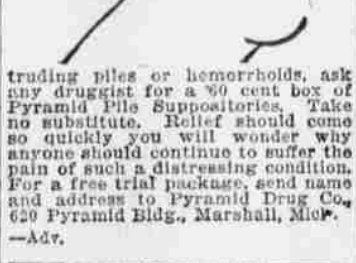 truding piles or hemorrholds, ask
any druggist for a 60 cent box of
Pyramid Pile Suppositories. Take
no substitute. Relief should come
so quickly you will wonder why
anyone should continue to suffer the
pain of such a distressing condition.
For a free trial package, send name
and address to Pyramid Drug Co.,
620 Pyramid Bldg., Marshall, Mich.
—Adv.